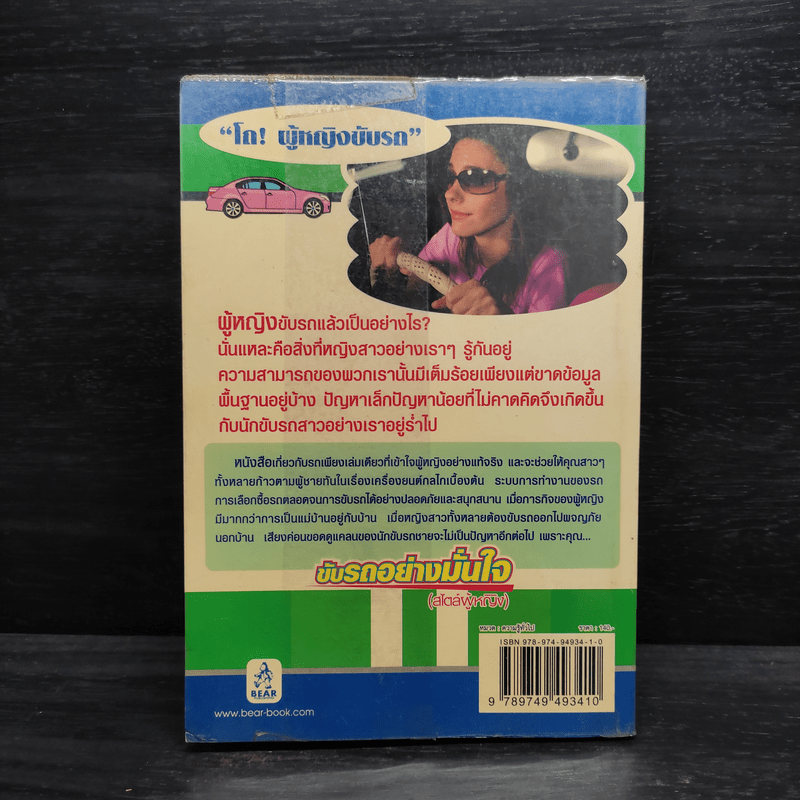 “โถ! ผู้หญิงขับรถ”
ผู้หญิงขับรถแล้วเป็นอย่างไร?
นั่นแหละคือสิ่งที่หญิงสาวอย่างเราๆ รู้กันอยู่
ความสามารถของพวกเรานั้นมีเต็มร้อยเพียงแต่ขาดข้อมูล
พื้นฐานอยู่บ้าง ปัญหาเล็กปัญหาน้อยที่ไม่คาดคิดจึงเกิดขึ้น
กับนักขับรถสาวอย่างเราอยู่ร่ำไป
หนังสือเกี่ยวกับรถเพียงเล่มเดียวที่เข้าใจผู้หญิงอย่างแท้จริง และจะช่วยให้คุณสาวๆ
ทั้งหลายก้าวตามผู้ชายทันในเรื่องเครื่องยนต์กลไกเบื้องต้น ระบบการทำงานของรถ
การเลือกซื้อรถตลอดจนการขับรถได้อย่างปลอดภัยและสนุกสนาน เมื่อภารกิจของผู้หญิง
มีมากกว่าการเป็นแม่บ้านอยู่กับบ้าน เมื่อหญิงสาวทั้งหลายต้องขับรถออกไปผจญภัย
นอกบ้าน เสียงค่อนขอดดูแคลนของนักขับรถชายจะไม่เป็นปัญหาอีกต่อไป เพราะคุณ...
ขับรถอย่างมั่นใจ
(สไตล์ผู้หญิง)
หมวด : ความรู้ทั่วไป ราคา : 140.-
ISBN 978-974-94934-1-0
9 789749 493410
BEAR
www.bear-book.com